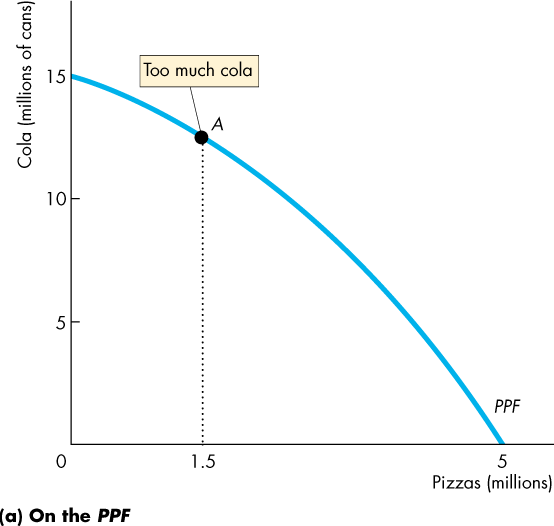 Cola (millions of cans)
15
Too much cola
A
10
5
PPF
0
1.5
5
Pizzas (millions)
(a) On the PPF